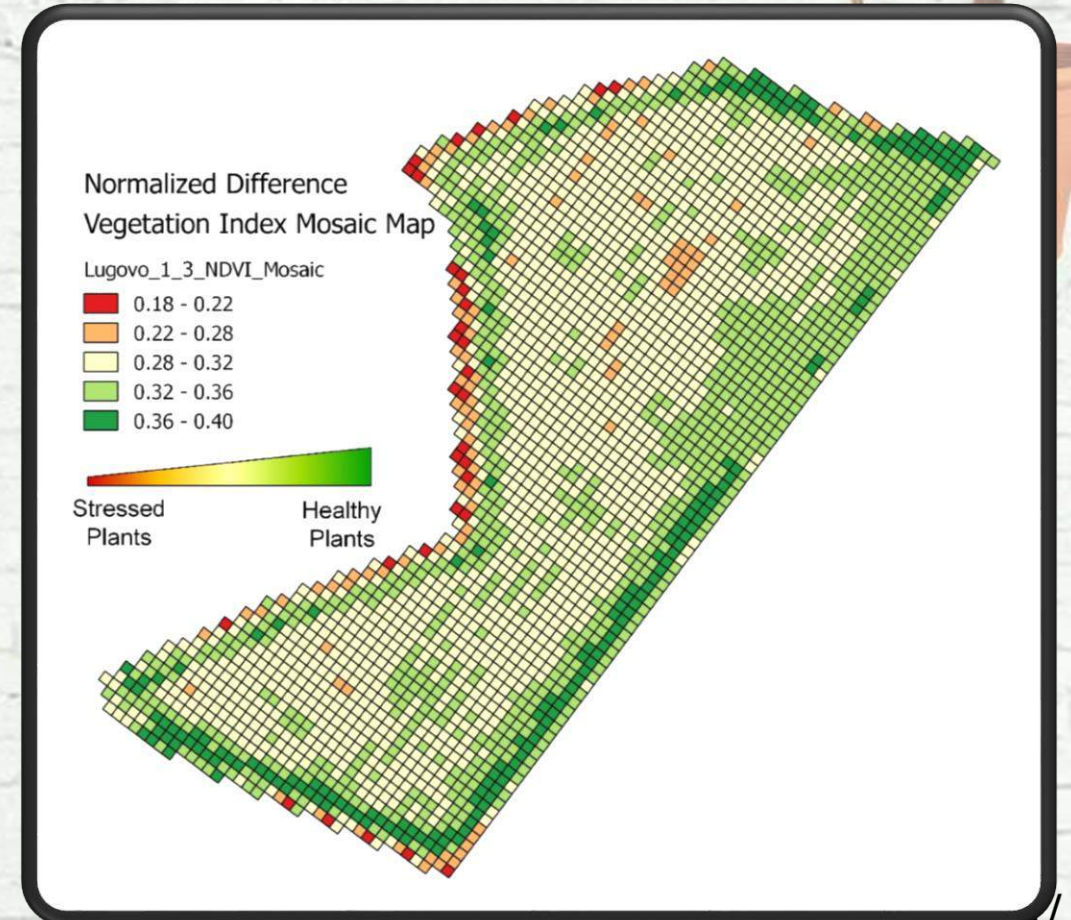 Normalized Difference
Vegetation Index Mosaic Map
Lugovo_1_3_NDVI_Mosaic
0.18 - 0.22
0.22 - 0.28
0.28 - 0.32
0.32 - 0.36
0.36 - 0.40
Stressed
Plants
Healthy
Plants